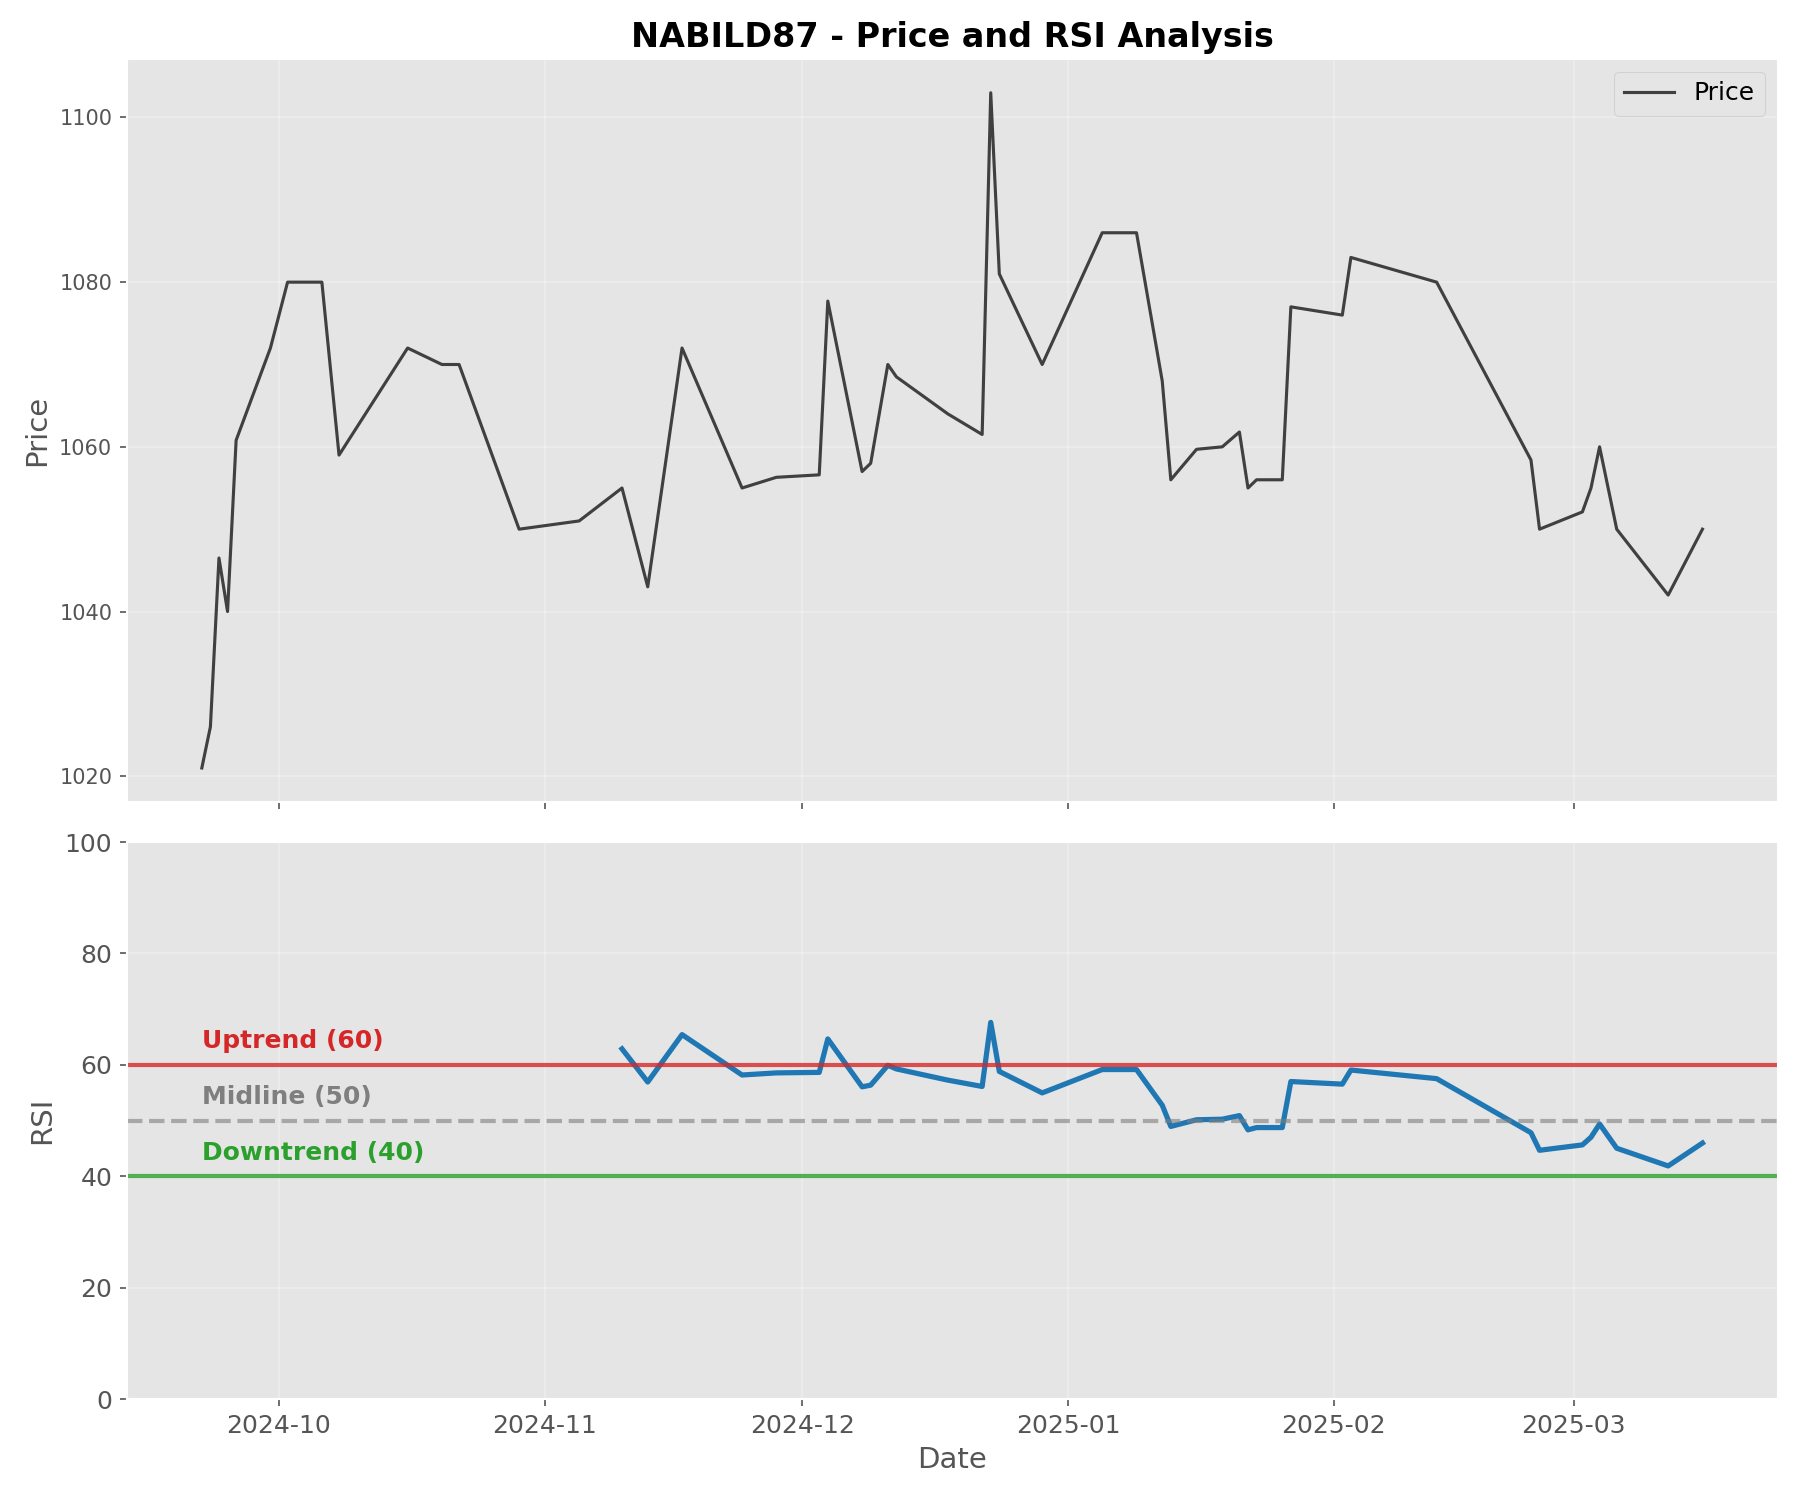 NABILD87 - Price and RSI Analysis
Price
Price
1100
1080
1060
1040
1020
RSI
100
80
60
40
20
0
Uptrend (60)
Midline (50)
Downtrend (40)
2024-10
2024-11
2024-12
2025-01
2025-02
2025-03
Date